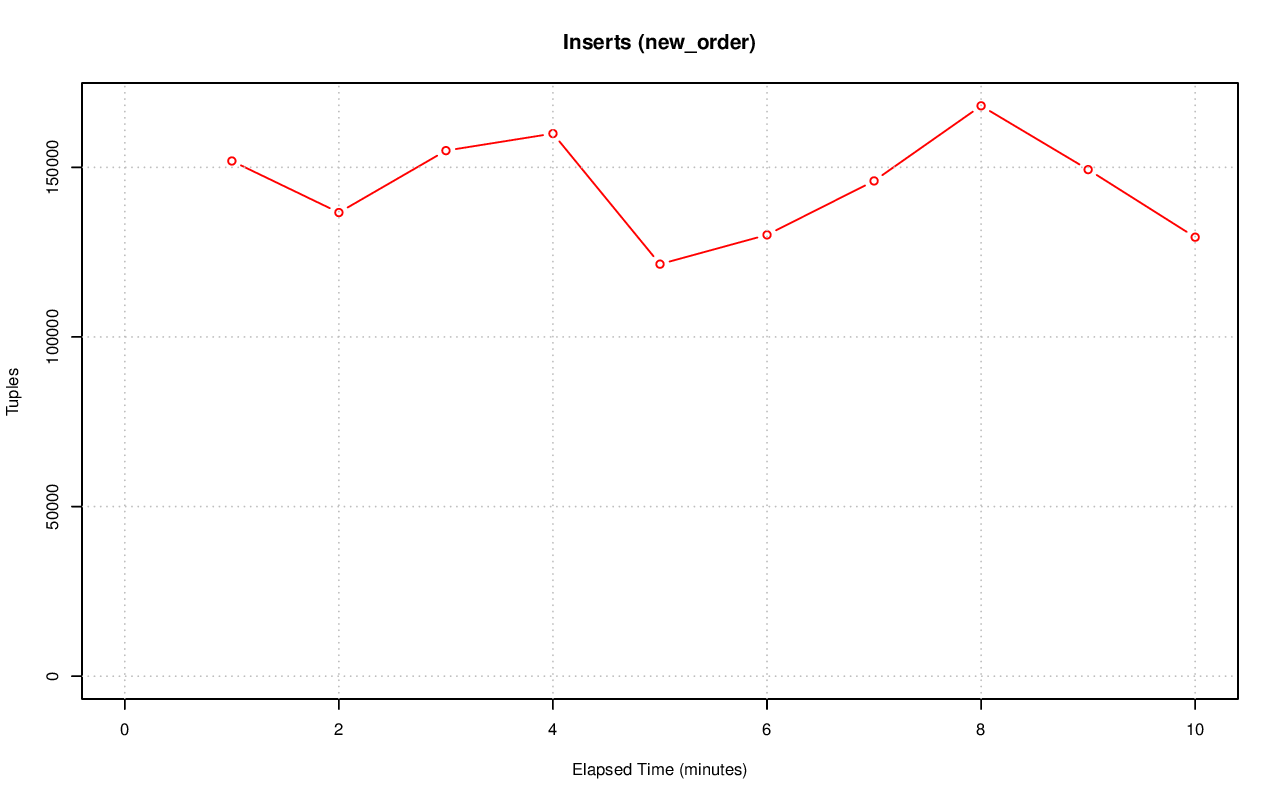 Inserts (new_order)
150000
100000
50000
0
Tuples
0 2 4 6 8 10
Elapsed Time (minutes)